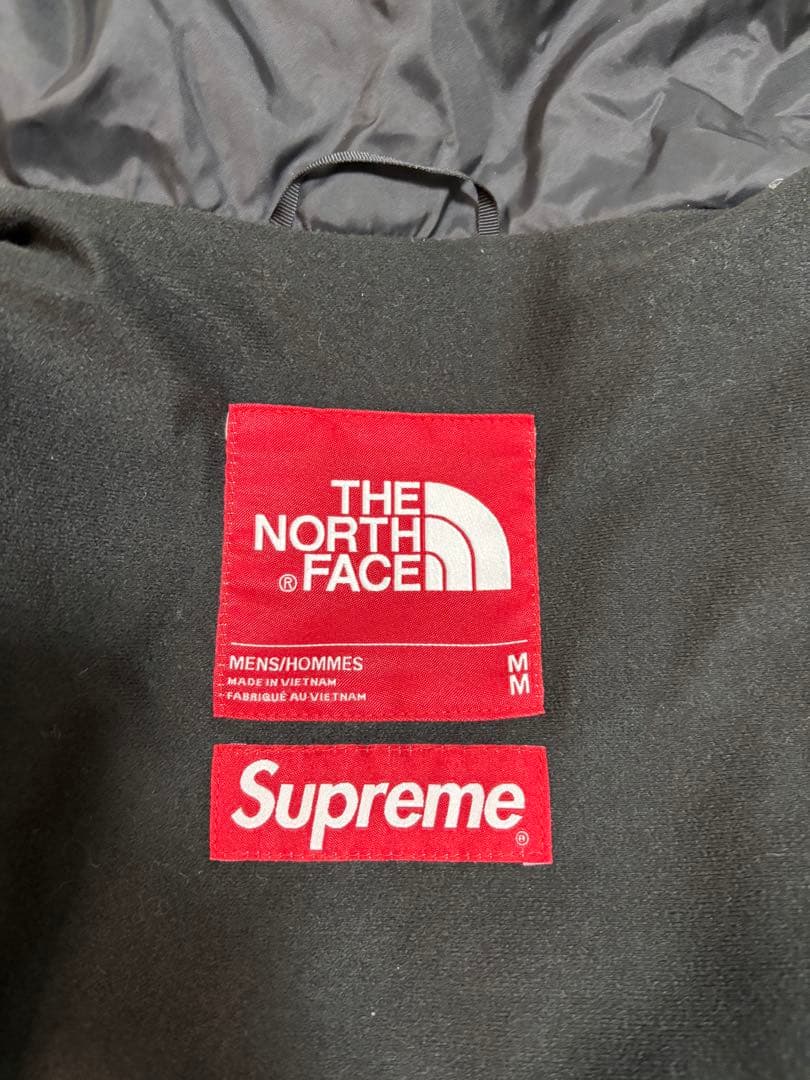 THE
NORTH
® FACE
MENS/HOMMES M
MADE IN VIETNAM M
FABRIQUÉ AU VIETNAM
Supreme ®